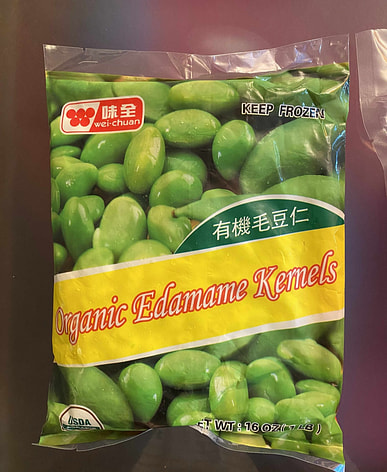 味全
wei-chuan
KEEP FROZEN
有機毛豆仁
Organic Edamame Kernels
USDA
NET WT: 16 OZ